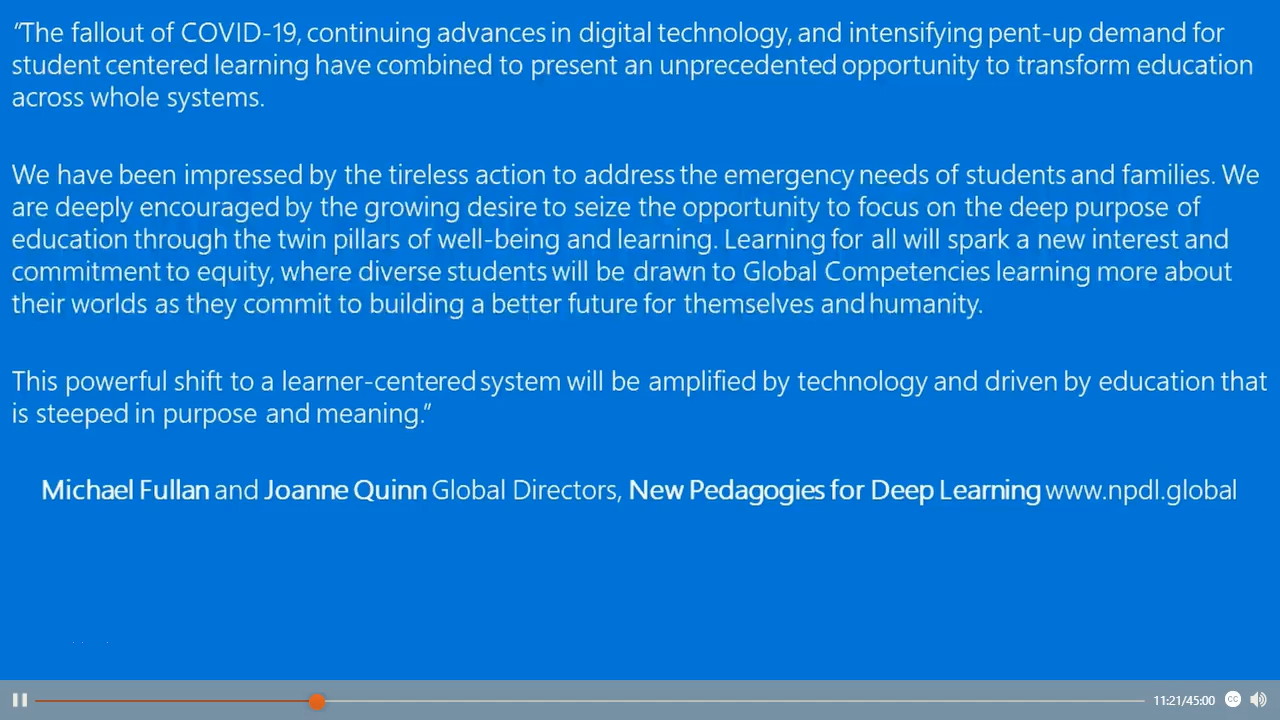 “The fallout of COVID-19, continuing advances in digital technology, and intensifying pent-up demand for
student centered learning have combined to present an unprecedented opportunity to transform education
across whole systems.
We have been impressed by the tireless action to address the emergency needs of students and families. We
are deeply encouraged by the growing desire to seize the opportunity to focus on the deep purpose of
education through the twin pillars of well-being and learning. Learning for all will spark a new interest and
commitment to equity, where diverse students will be drawn to Global Competencies learning more about
their worlds as they commit to building a better future for themselves and humanity.
This powerful shift to a learner-centered system will be amplified by technology and driven by education that
is steeped in purpose and meaning.”
Michael Fullan and Joanne Quinn Global Directors, New Pedagogies for Deep Learning www.npdl.global
11:21/45:00 CC